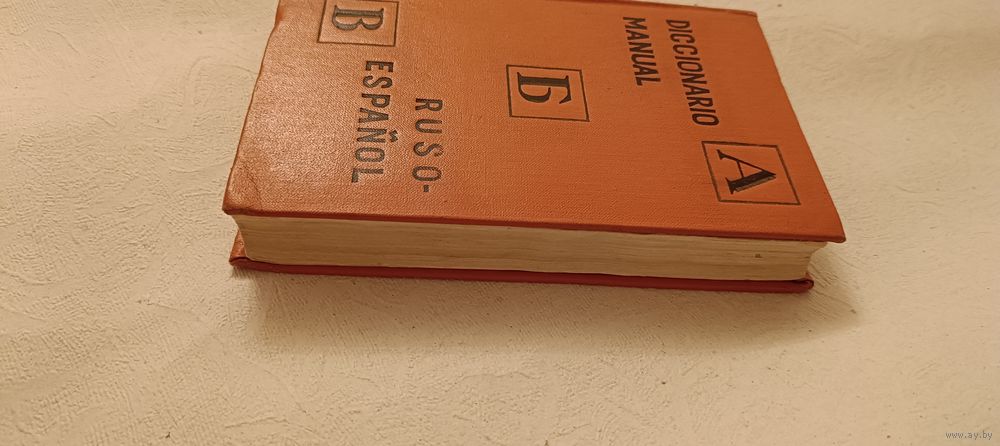 DICCIONARIO
MANUAL
А
Б
RUSO-
ESPAÑOL
В
www.ay.by